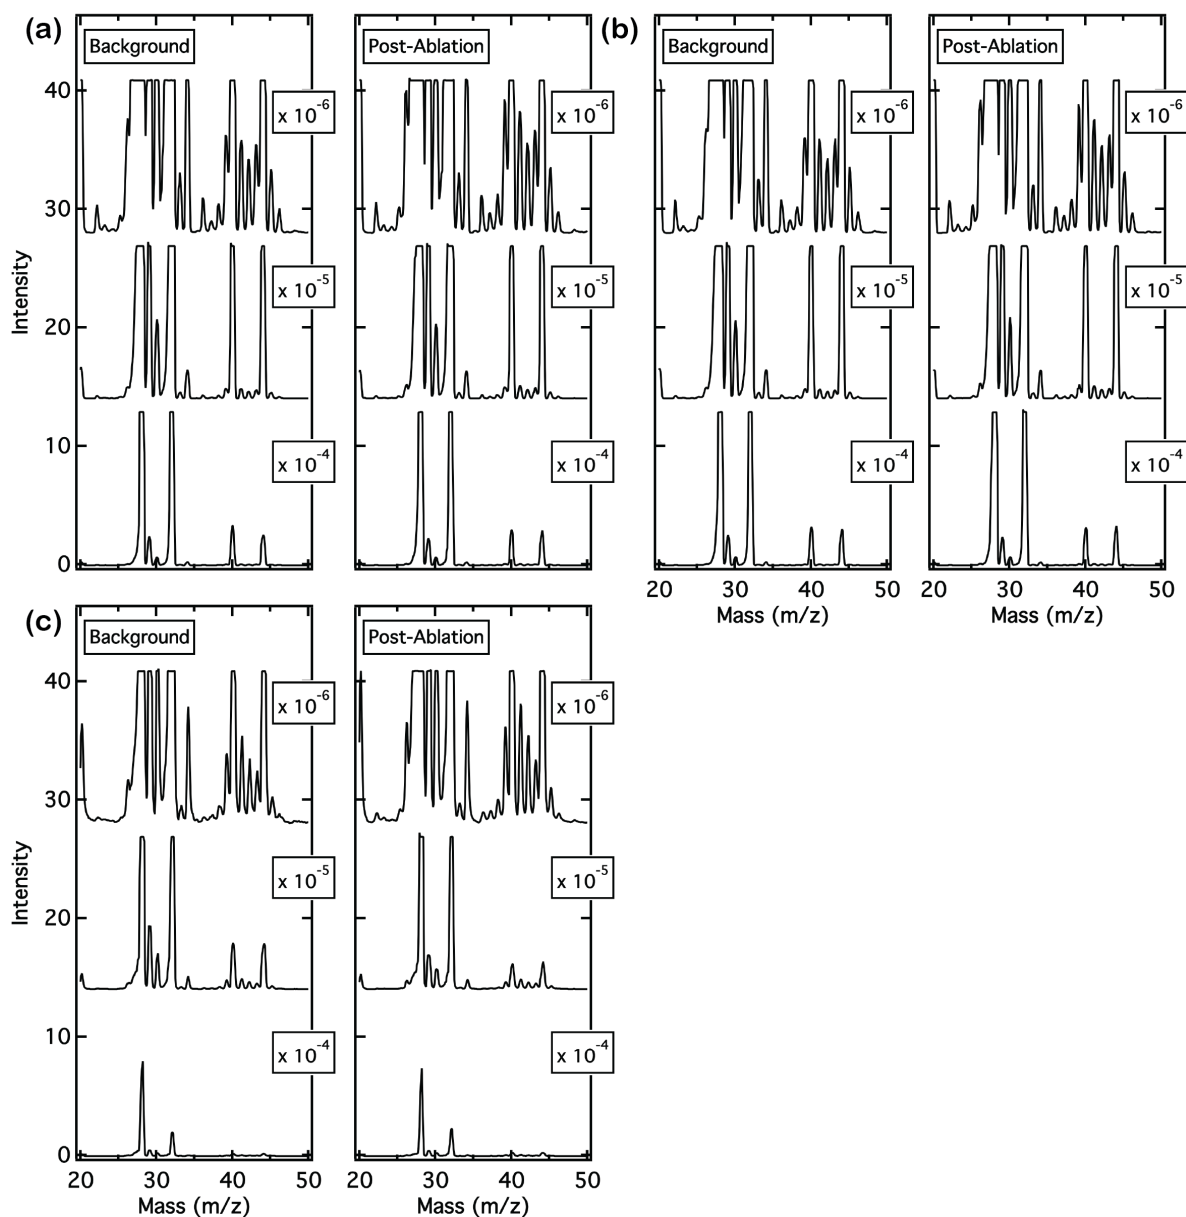 (a)
Background
Post-Ablation
(b)
Background
Post-Ablation
40
x 10-6
x 10-6
x 10-6
x 10-6
30
Intensity
x 10-5
x 10-5
x 10-5
x 10-5
20
10
x 10-4
x 10-4
x 10-4
x 10-4
0
20 30 40 50
20 30 40 50
Mass (m/z)
Mass (m/z)
(c)
Background
Post-Ablation
40
x 10-6
x 10-6
30
Intensity
x 10-5
x 10-5
20
10
x 10-4
x 10-4
0
20 30 40 50
20 30 40 50
Mass (m/z)
Mass (m/z)